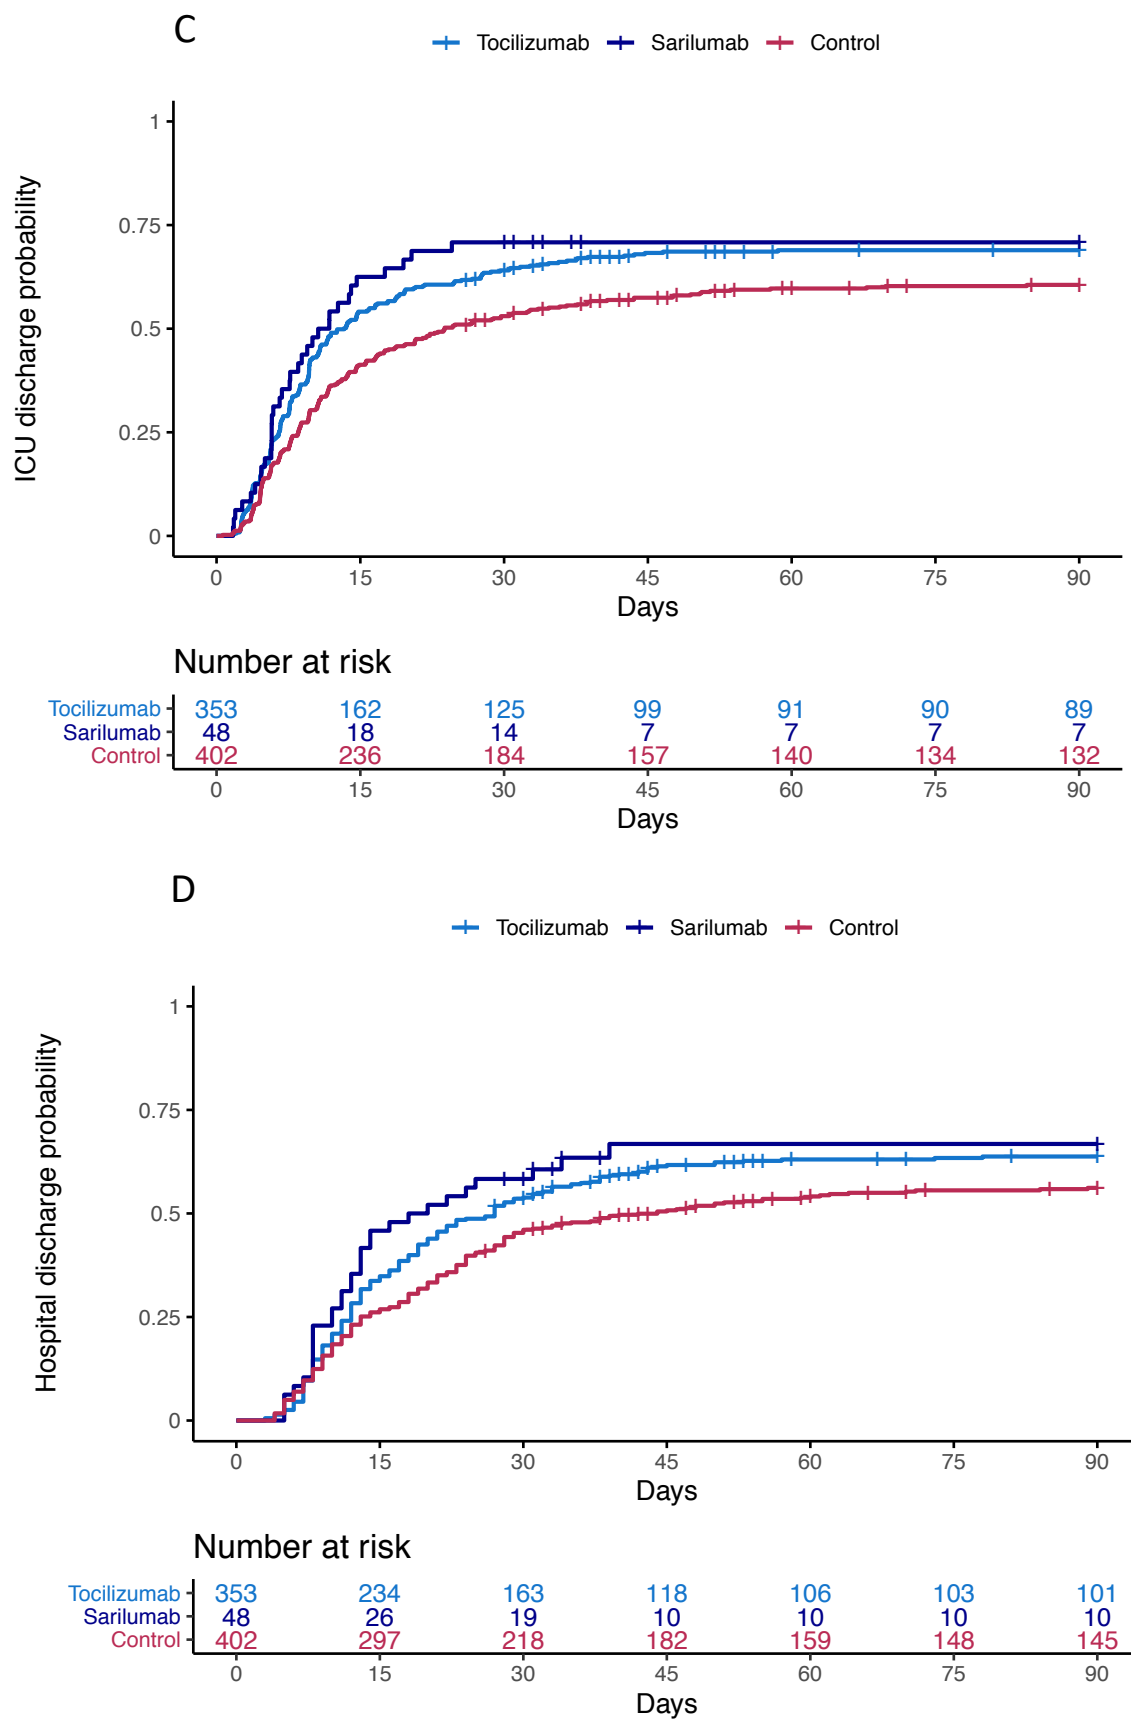 C
Tocilizumab Sarilumab Control
ICU discharge probability
1
0.75
0.5
0.25
0
0 15 30 45 60 75 90
Days
Number at risk
Tocilizumab 353 162 125 99 91 90 89
Sarilumab 48 18 14 7 7 7 7
Control 402 236 184 157 140 134 132
0 15 30 45 60 75 90
Days
D
Tocilizumab Sarilumab Control
Hospital discharge probability
1
0.75
0.5
0.25
0
0 15 30 45 60 75 90
Days
Number at risk
Tocilizumab 353 234 163 118 106 103 101
Sarilumab 48 26 19 10 10 10 10
Control 402 297 218 182 159 148 145
0 15 30 45 60 75 90
Days